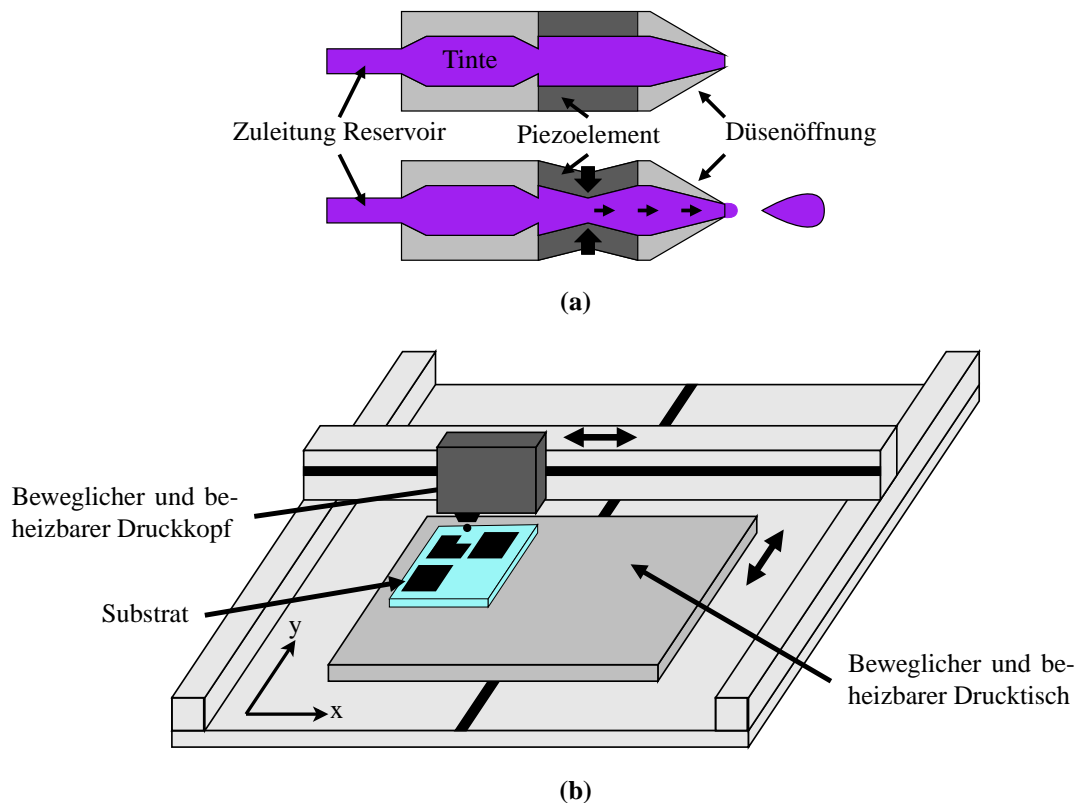 Tinte
Zuleitung Reservoir
Piezoelement
Düsenöffnung
(a)
Beweglicher und be-
heizbarer Druckkopf
Substrat
y
x
Beweglicher und be-
heizbarer Drucktisch
(b)